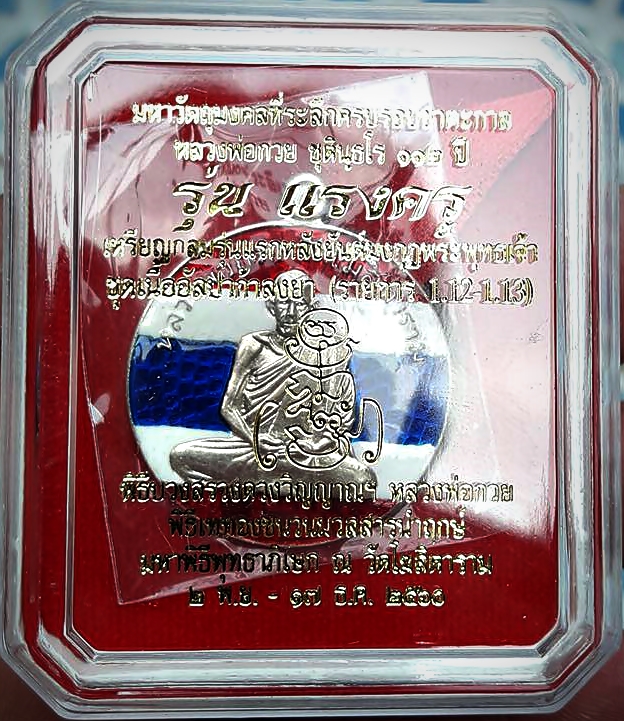 มหาวัตถุมงคลที่ระลึกครบรอบชาตะกาล
หลวงพ่อกวย ชุตินฺธโร ๑๑๒ ปี
รุ่น แรงครู
เหรียญกลมรุ่นแรกหลังยันต์มงกุฎพระพุทธเจ้า
ชุดเนื้ออัลปาก้าลงยา (รายการ 1.12-1.13)
พิธีบวงสรวงดวงวิญญาณฯ หลวงพ่อกวย
พิธีเททองชนวนมวลสารนำฤกษ์
มหาพิธีพุทธาภิเษก ณ วัดโฆสิตาราม
๒ พ.ย. - ๑๗ ธ.ค. ๒๕๖๐